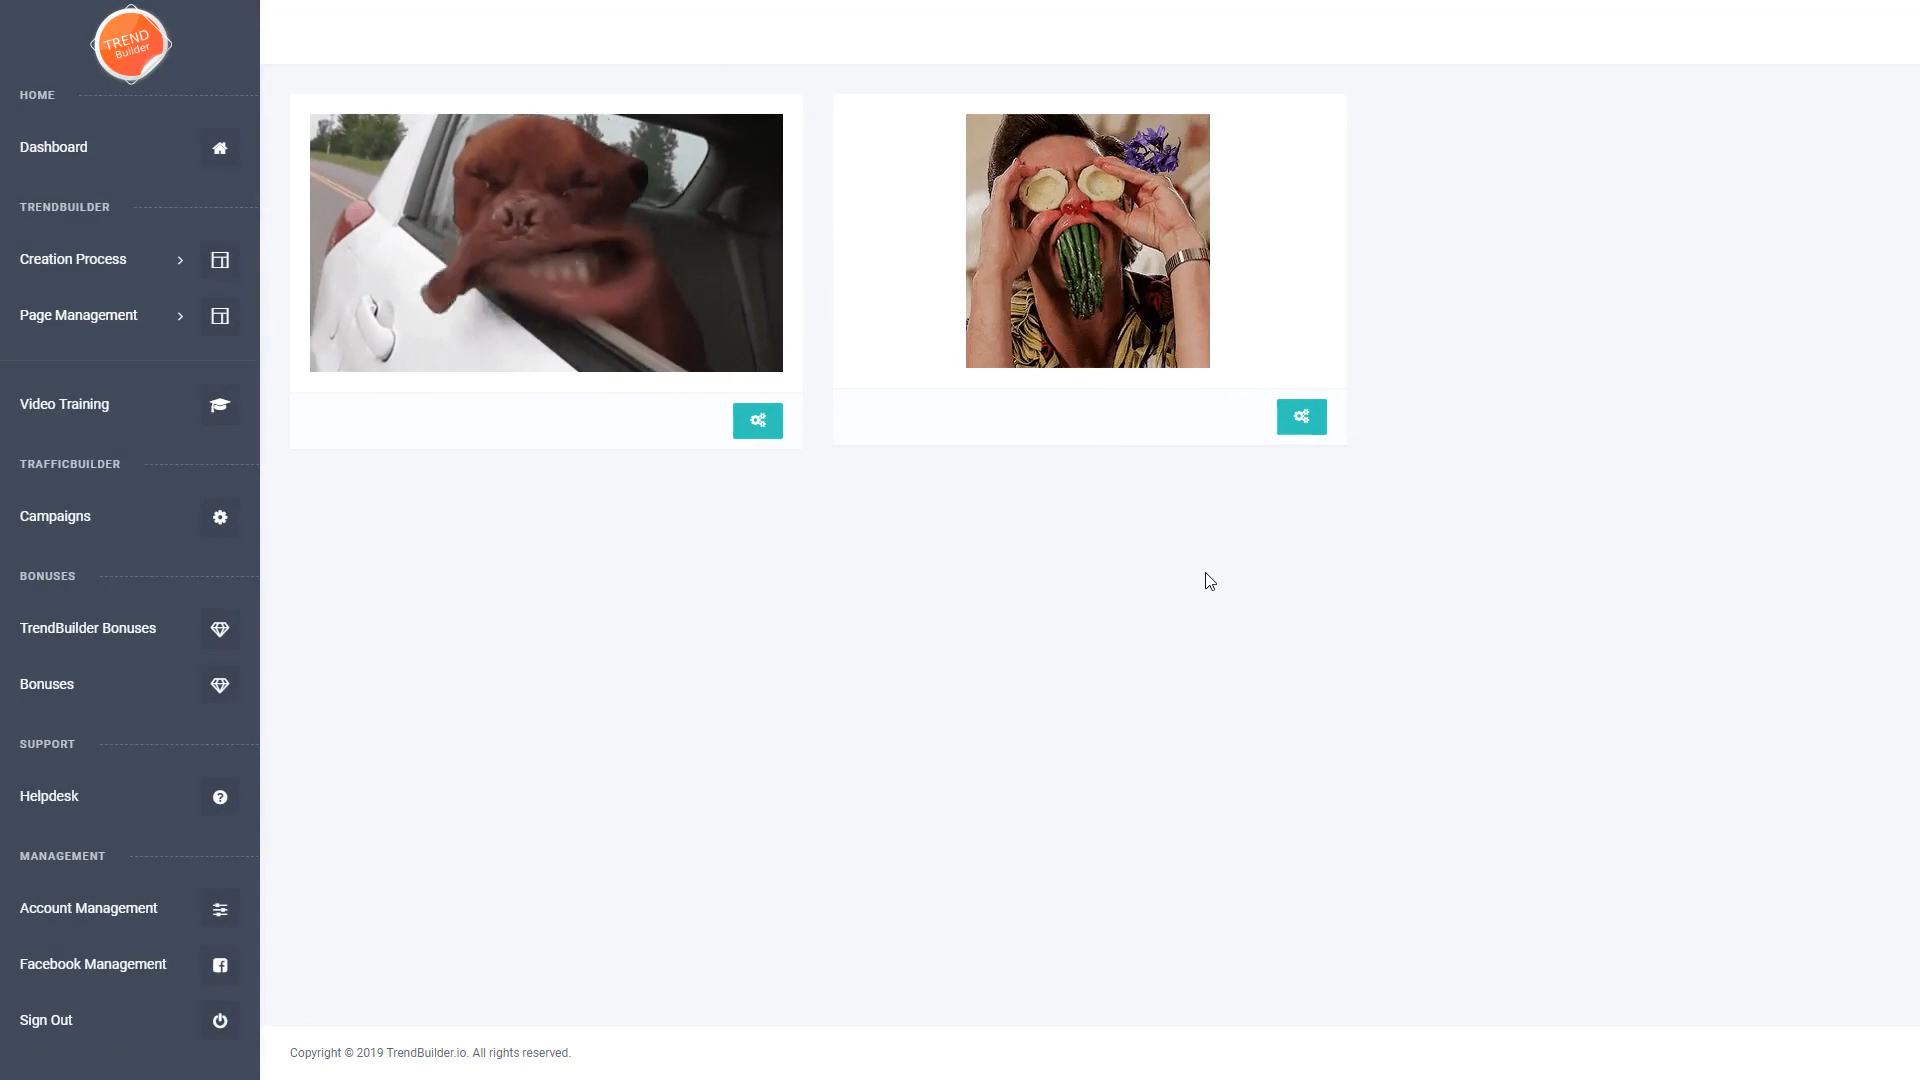 TREND
Builder
HOME
Dashboard
TRENDBUILDER
Creation Process
Page Management
Video Training
TRAFFICBUILDER
Campaigns
BONUSES
TrendBuilder Bonuses
Bonuses
SUPPORT
Helpdesk
MANAGEMENT
Account Management
Facebook Management
Sign Out
Copyright © 2019 TrendBuilder.io. All rights reserved.